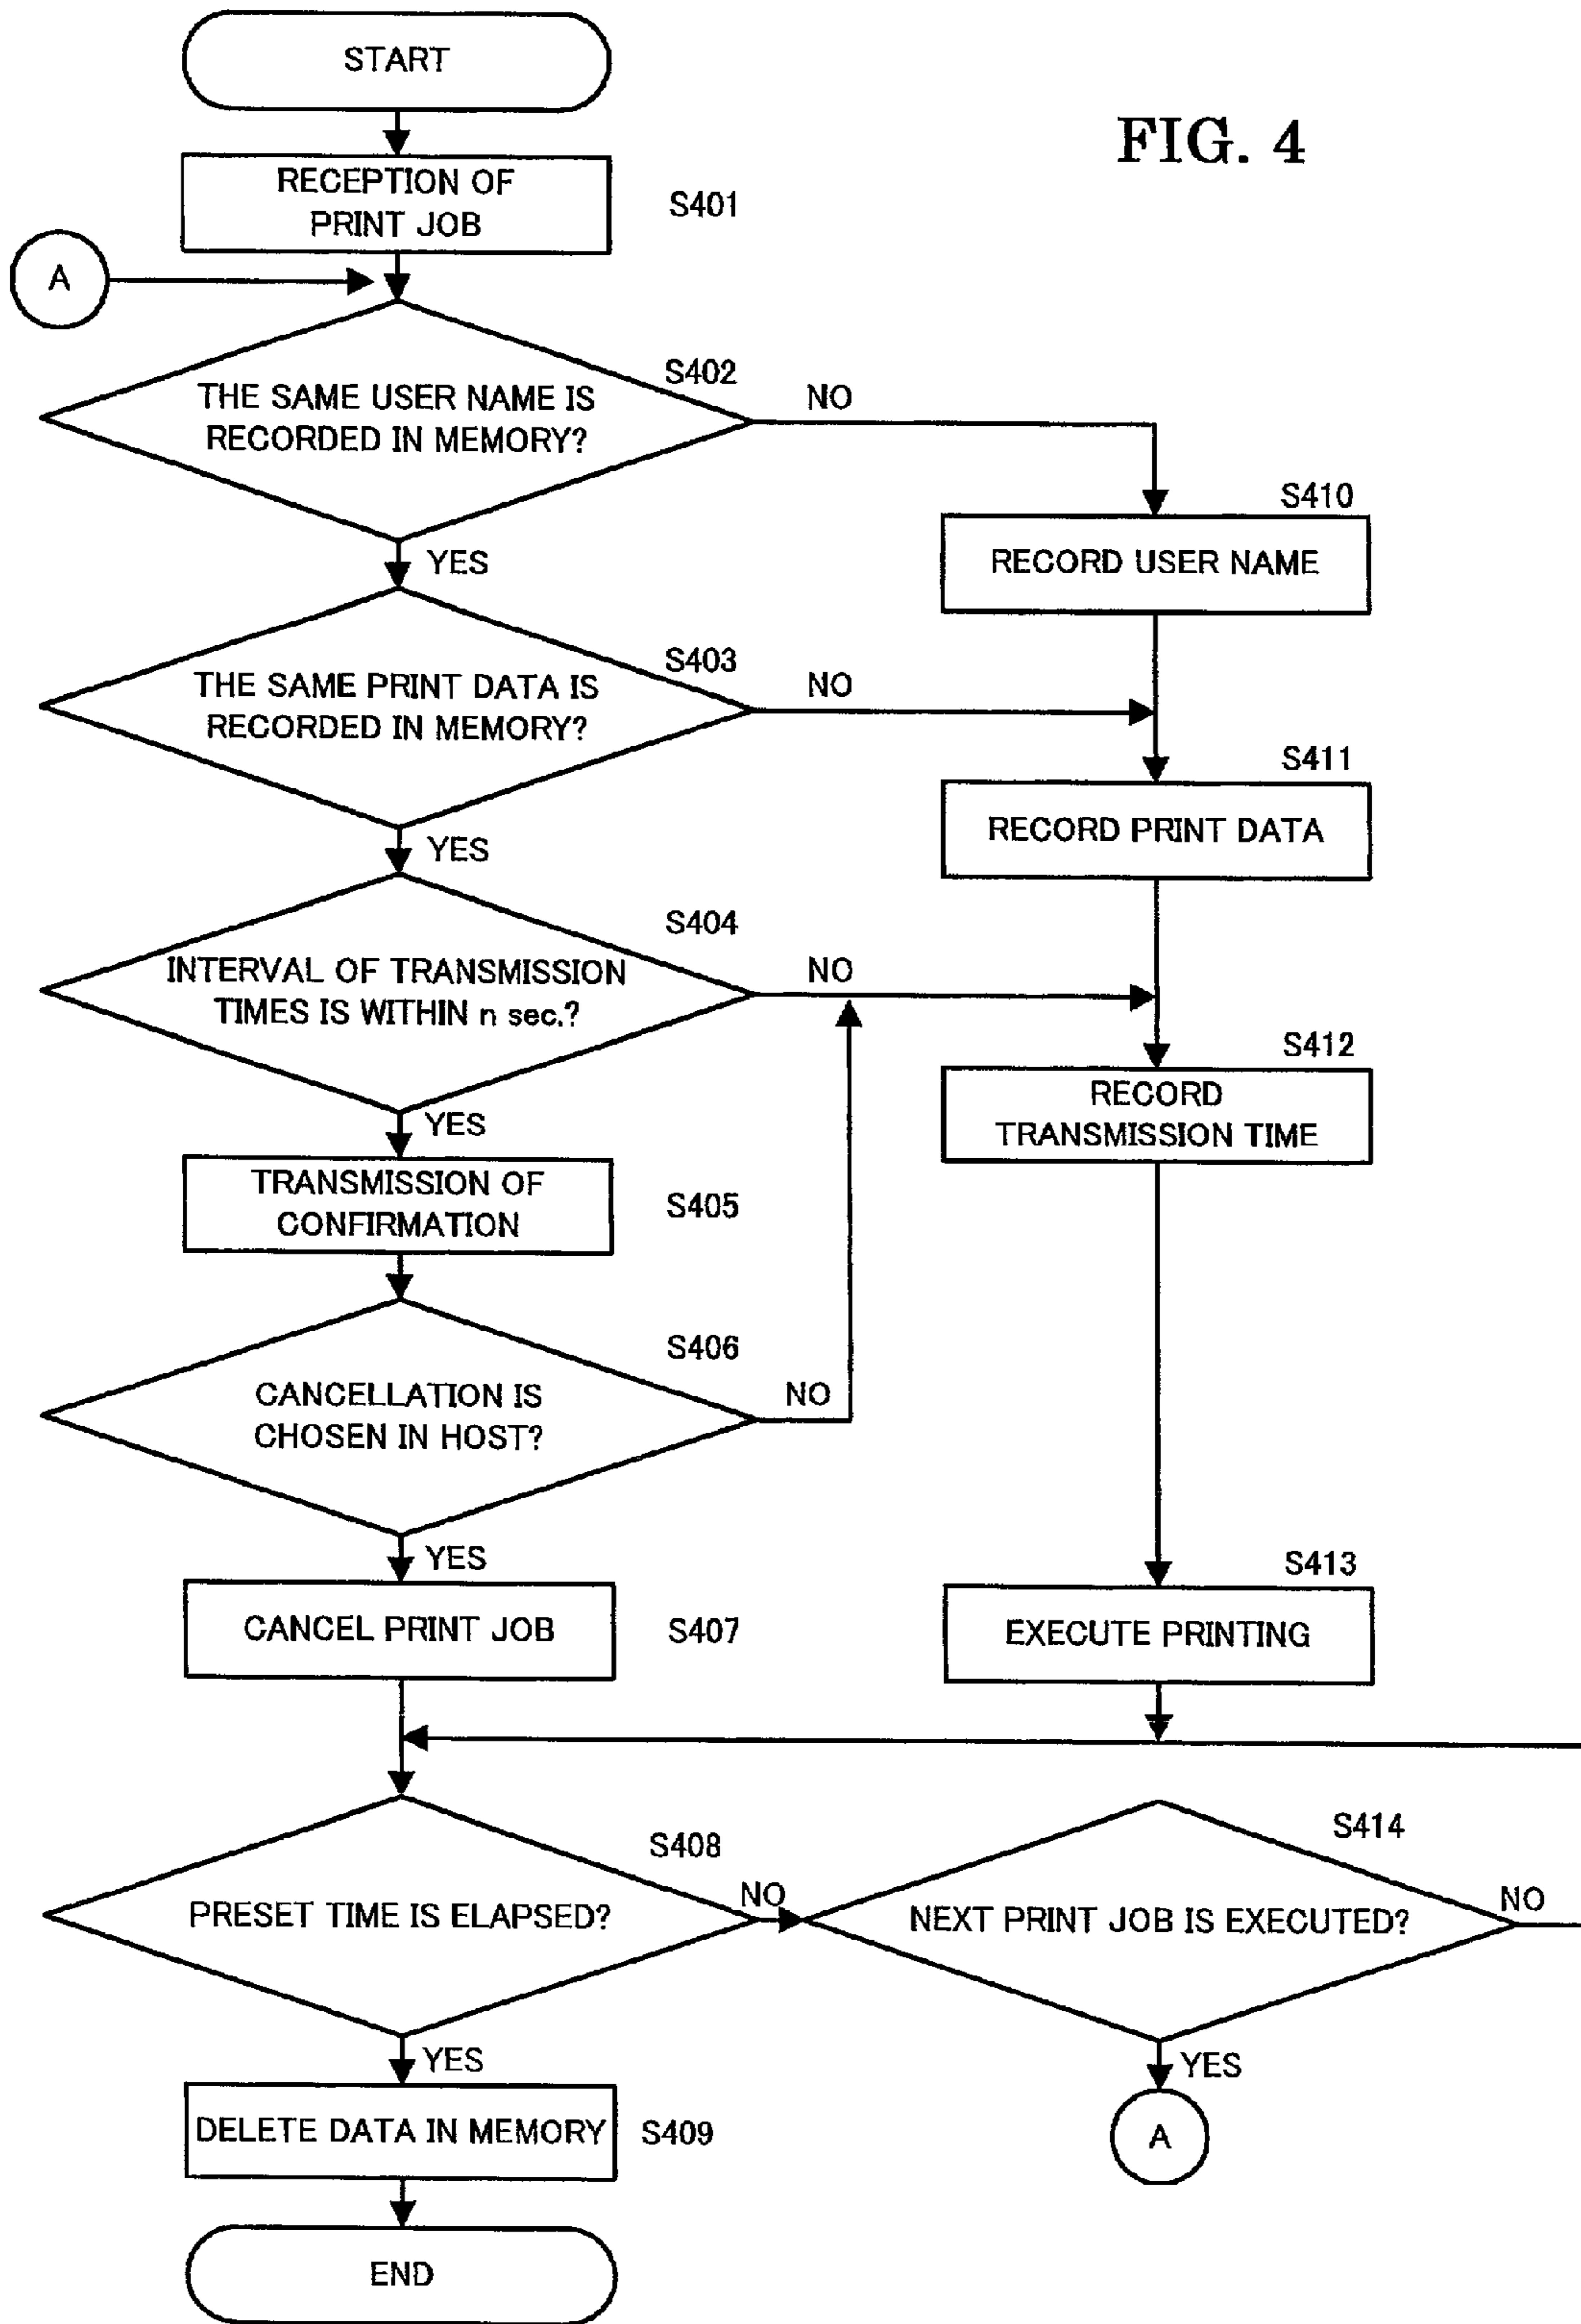 START
FIG. 4
RECEPTION OF
PRINT JOB
S401
A
S402
THE SAME USER NAME IS
RECORDED IN MEMORY?
NO
S410
RECORD USER NAME
YES
S403
THE SAME PRINT DATA IS
RECORDED IN MEMORY?
NO
S411
RECORD PRINT DATA
YES
S404
INTERVAL OF TRANSMISSION
TIMES IS WITHIN n sec.?
NO
S412
RECORD
TRANSMISSION TIME
YES
TRANSMISSION OF
CONFIRMATION
S405
S406
CANCELLATION IS
CHOSEN IN HOST?
NO
YES
S413
EXECUTE PRINTING
CANCEL PRINT JOB
S407
S408
PRESET TIME IS ELAPSED?
NO
S414
NEXT PRINT JOB IS EXECUTED?
NO
YES
YES
DELETE DATA IN MEMORY
S409
A
END